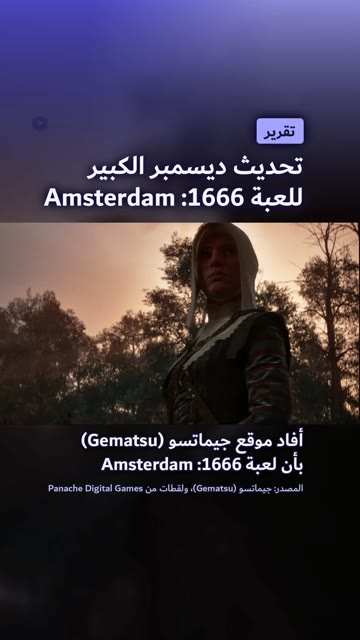 تقرير
تحديث ديسمبر الكبير
للعبة 1666: Amsterdam
أفاد موقع جيماتسو (Gematsu)
بأن لعبة 1666: Amsterdam
المصدر: جيماتسو (Gematsu)، ولقطات من Panache Digital Games